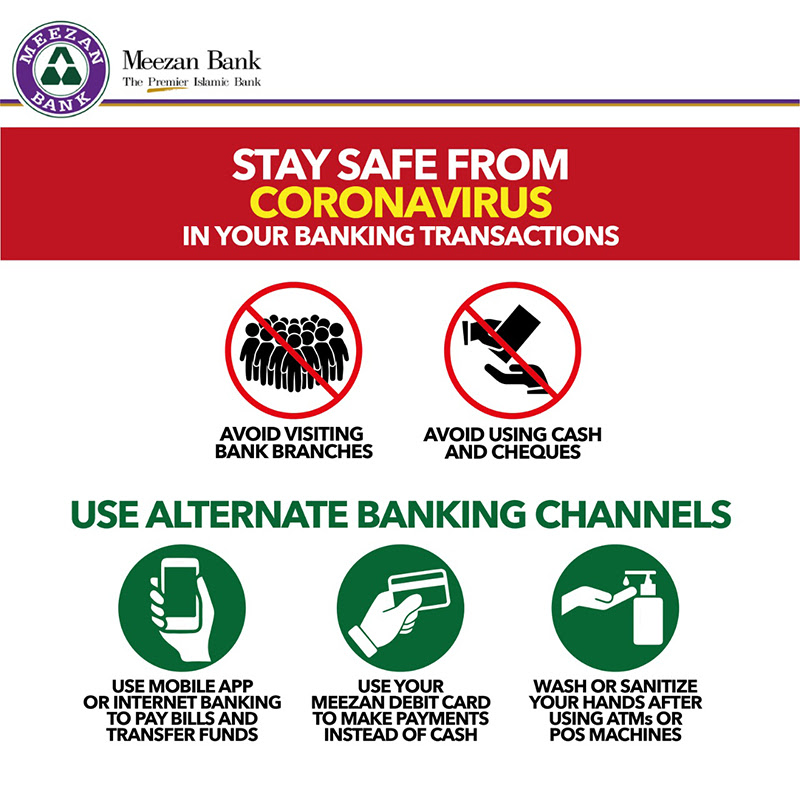 MEEZAN BANK
Meezan Bank
The Premier Islamic Bank
STAY SAFE FROM
CORONAVIRUS
IN YOUR BANKING TRANSACTIONS
AVOID VISITING
BANK BRANCHES
AVOID USING CASH
AND CHEQUES
USE ALTERNATE BANKING CHANNELS
USE MOBILE APP
OR INTERNET BANKING
TO PAY BILLS AND
TRANSFER FUNDS
USE YOUR
MEEZAN DEBIT CARD
TO MAKE PAYMENTS
INSTEAD OF CASH
WASH OR SANITIZE
YOUR HANDS AFTER
USING ATMs OR
POS MACHINES